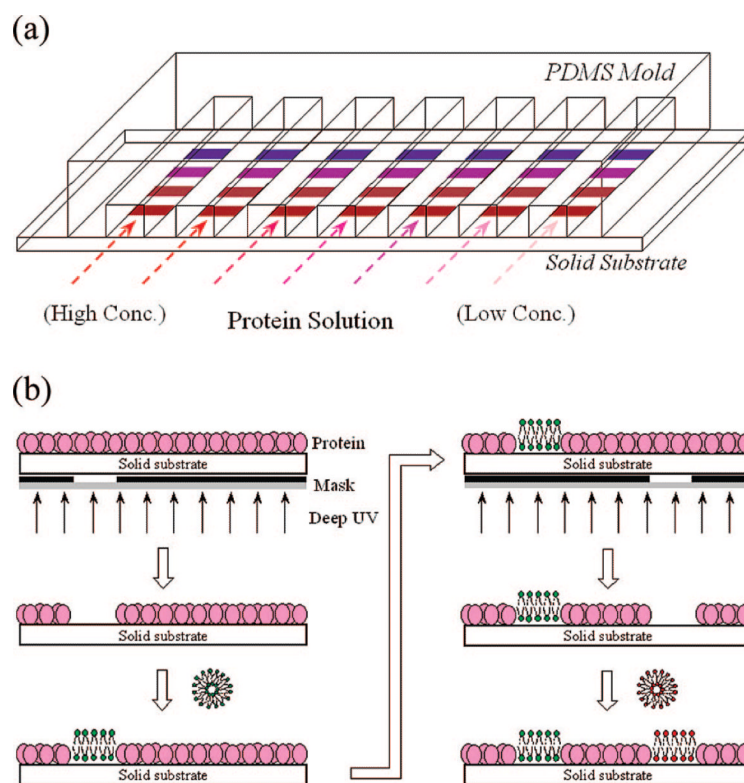 (a)
PDMS Mold
Solid Substrate
(High Conc.)
Protein Solution
(Low Conc.)
(b)
Protein
Solid substrate
Mask
Deep UV
Solid substrate
Solid substrate
Solid substrate
Solid substrate
Solid substrate